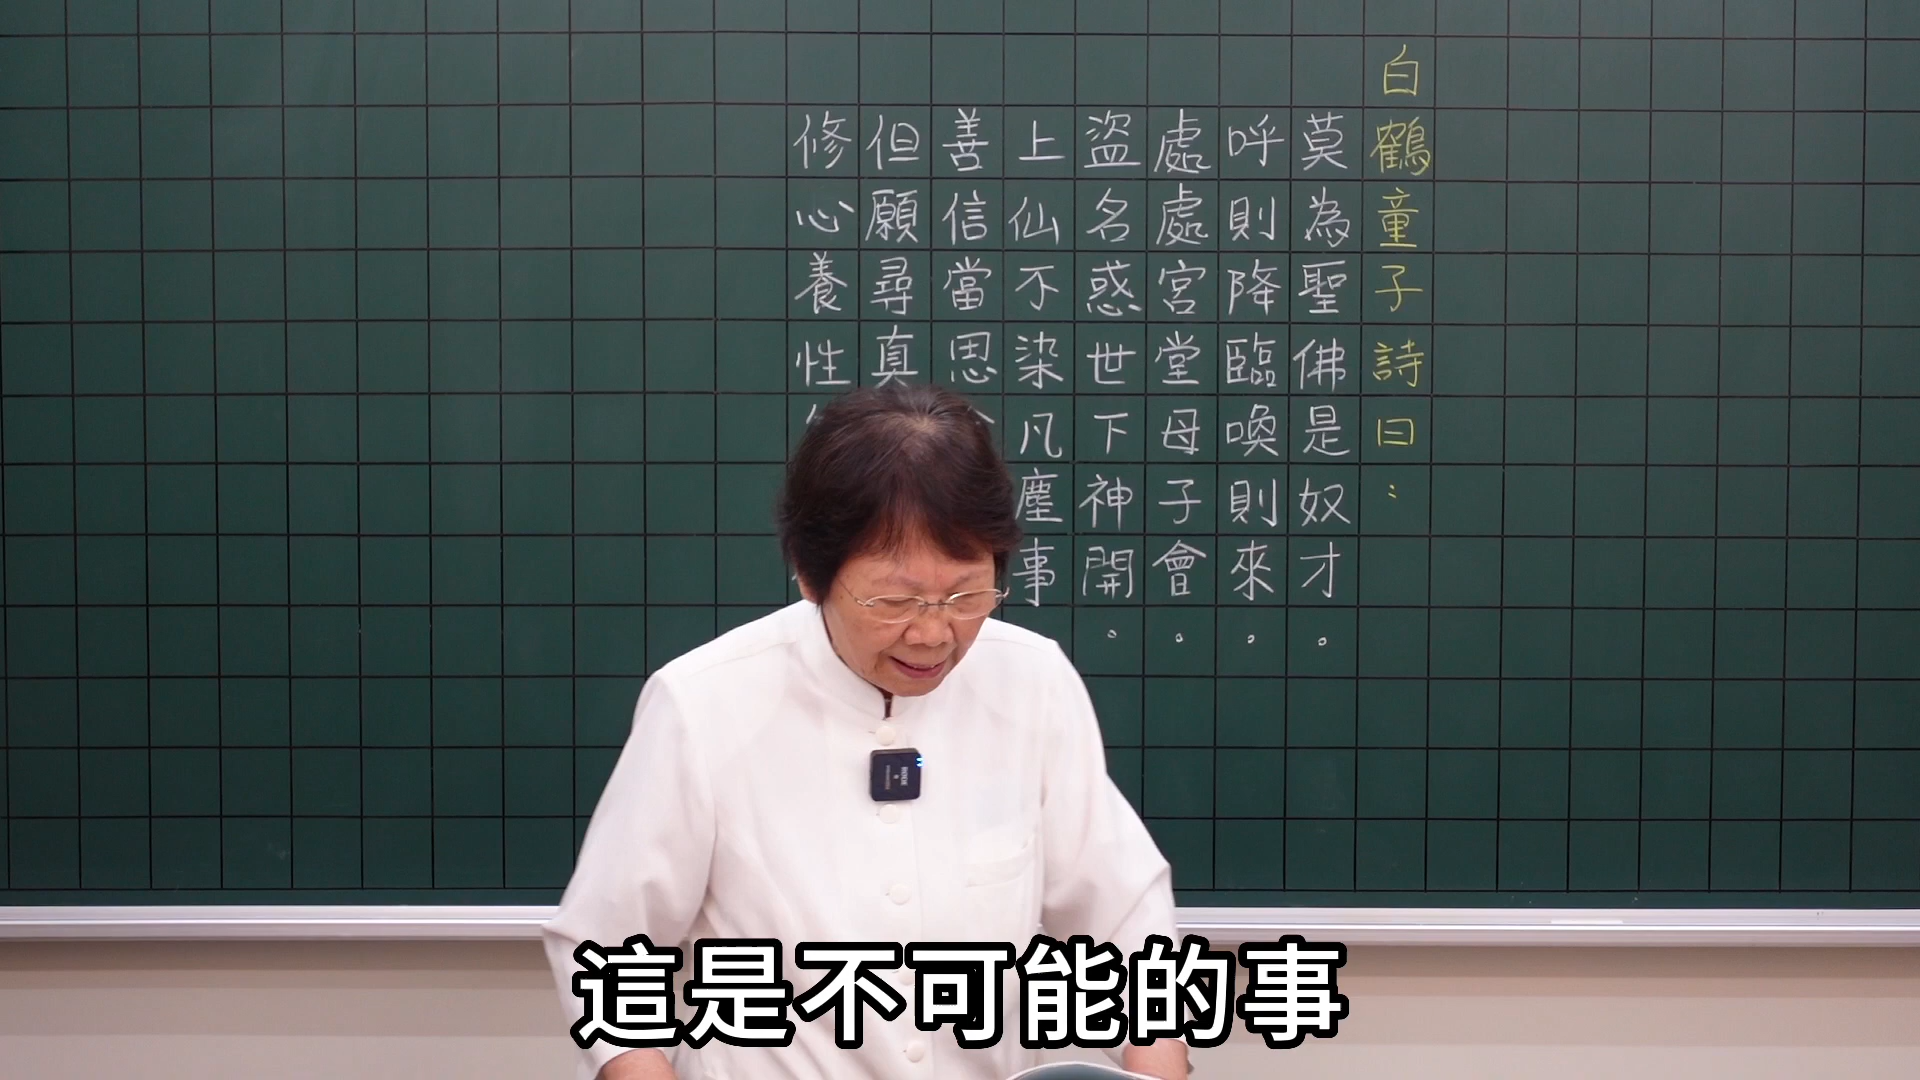 白鶴童子詩曰：
莫為聖佛是奴才。
呼則降臨喚則來。
處處宮堂母子會。
盜名惑世下神開。
上仙不染凡塵事
善信當思
但願尋真
修心養性
這是不可能的事